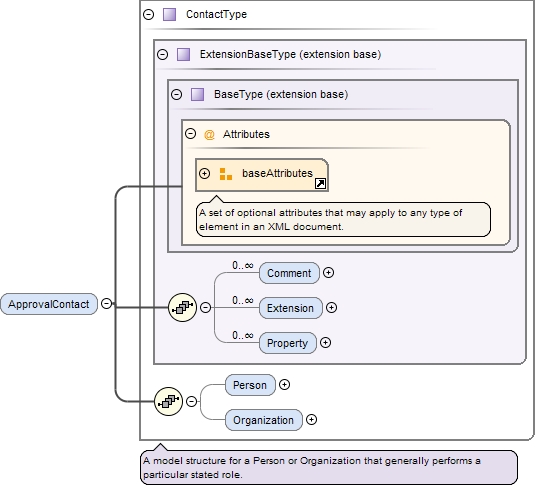 ContactType
ExtensionBaseType (extension base)
BaseType (extension base)
@ Attributes
baseAttributes
A set of optional attributes that may apply to any type of
element in an XML document.
0..∞
Comment
0..∞
Extension
0..∞
Property
ApprovalContact
Person
Organization
A model structure for a Person or Organization that generally performs a
particular stated role.